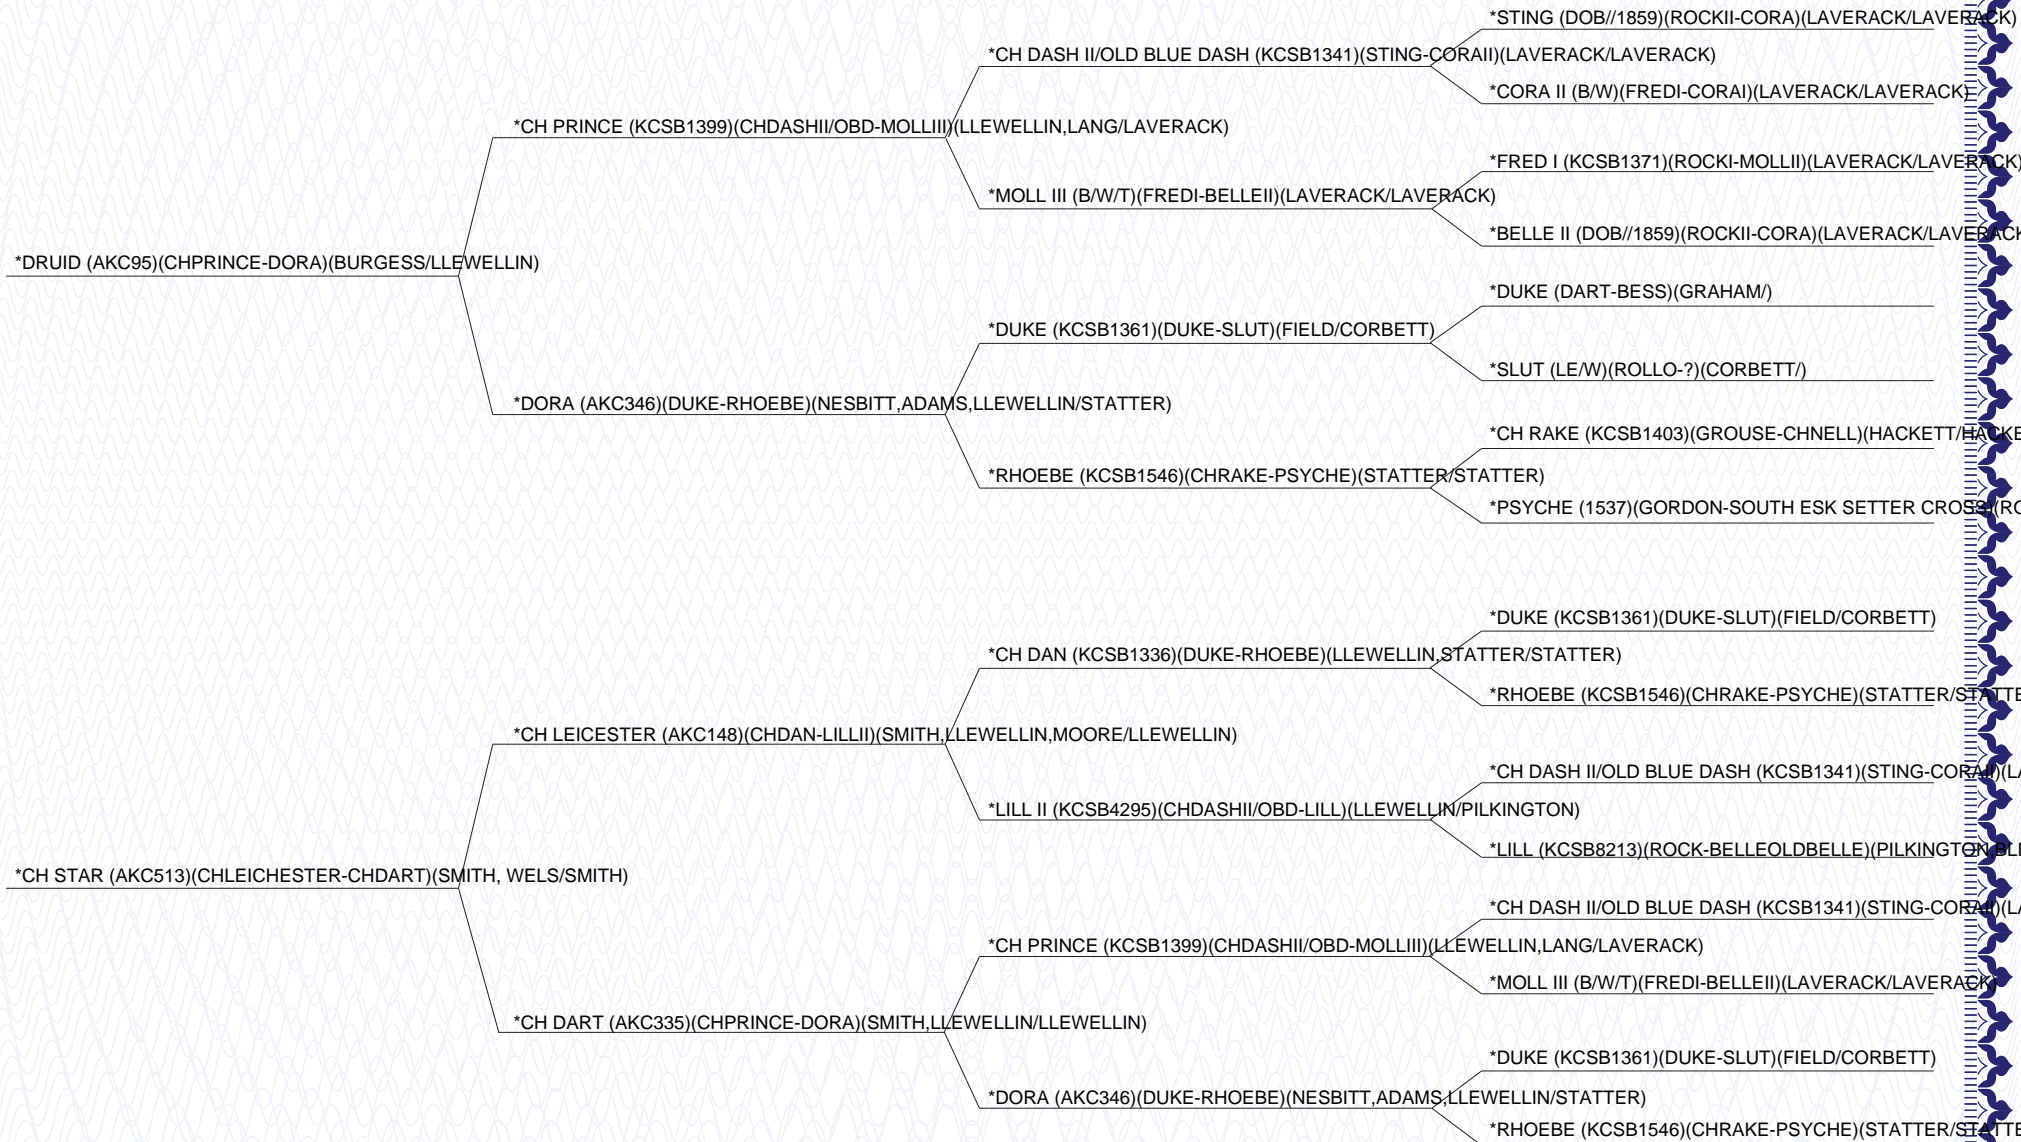 *STING (DOB//1859)(ROCKII-CORA)(LAVERACK/LAVERACK)
*CH DASH II/OLD BLUE DASH (KCSB1341)(STING-CORAII)(LAVERACK/LAVERACK)
*CORA II (B/W)(FREDI-CORAI)(LAVERACK/LAVERACK)
*CH PRINCE (KCSB1399)(CHDASHII/OBD-MOLLIII)(LLEWELLIN,LANG/LAVERACK)
*FRED I (KCSB1371)(ROCKI-MOLLII)(LAVERACK/LAVERACK)
*MOLL III (B/W/T)(FREDI-BELLEII)(LAVERACK/LAVERACK)
*BELLE II (DOB//1859)(ROCKII-CORA)(LAVERACK/LAVERACK
*DRUID (AKC95)(CHPRINCE-DORA)(BURGESS/LLEWELLIN)
*DUKE (DART-BESS)(GRAHAM/)
*DUKE (KCSB1361)(DUKE-SLUT)(FIELD/CORBETT)
*SLUT (LE/W)(ROLLO-?)(CORBETT/)
*DORA (AKC346)(DUKE-RHOEBE)(NESBITT,ADAMS,LLEWELLIN/STATTER)
*CH RAKE (KCSB1403)(GROUSE-CHNELL)(HACKETT/HACKE
*RHOEBE (KCSB1546)(CHRAKE-PSYCHE)(STATTER/STATTER)
*PSYCHE (1537)(GORDON-SOUTH ESK SETTER CROSS)(RO
*DUKE (KCSB1361)(DUKE-SLUT)(FIELD/CORBETT)
*CH DAN (KCSB1336)(DUKE-RHOEBE)(LLEWELLIN,STATTER/STATTER)
*RHOEBE (KCSB1546)(CHRAKE-PSYCHE)(STATTER/STATTE
*CH LEICESTER (AKC148)(CHDAN-LILLII)(SMITH,LLEWELLIN,MOORE/LLEWELLIN)
*CH DASH II/OLD BLUE DASH (KCSB1341)(STING-CORAII)(LA
*LILL II (KCSB4295)(CHDASHII/OBD-LILL)(LLEWELLIN/PILKINGTON)
*LILL (KCSB8213)(ROCK-BELLEOLDBELLE)(PILKINGTON,BLI
*CH STAR (AKC513)(CHLEICHESTER-CHDART)(SMITH, WELS/SMITH)
*CH DASH II/OLD BLUE DASH (KCSB1341)(STING-CORAII)(LA
*CH PRINCE (KCSB1399)(CHDASHII/OBD-MOLLIII)(LLEWELLIN,LANG/LAVERACK)
*MOLL III (B/W/T)(FREDI-BELLEII)(LAVERACK/LAVERACK)
*CH DART (AKC335)(CHPRINCE-DORA)(SMITH,LLEWELLIN/LLEWELLIN)
*DUKE (KCSB1361)(DUKE-SLUT)(FIELD/CORBETT)
*DORA (AKC346)(DUKE-RHOEBE)(NESBITT,ADAMS,LLEWELLIN/STATTER)
*RHOEBE (KCSB1546)(CHRAKE-PSYCHE)(STATTER/STATTE